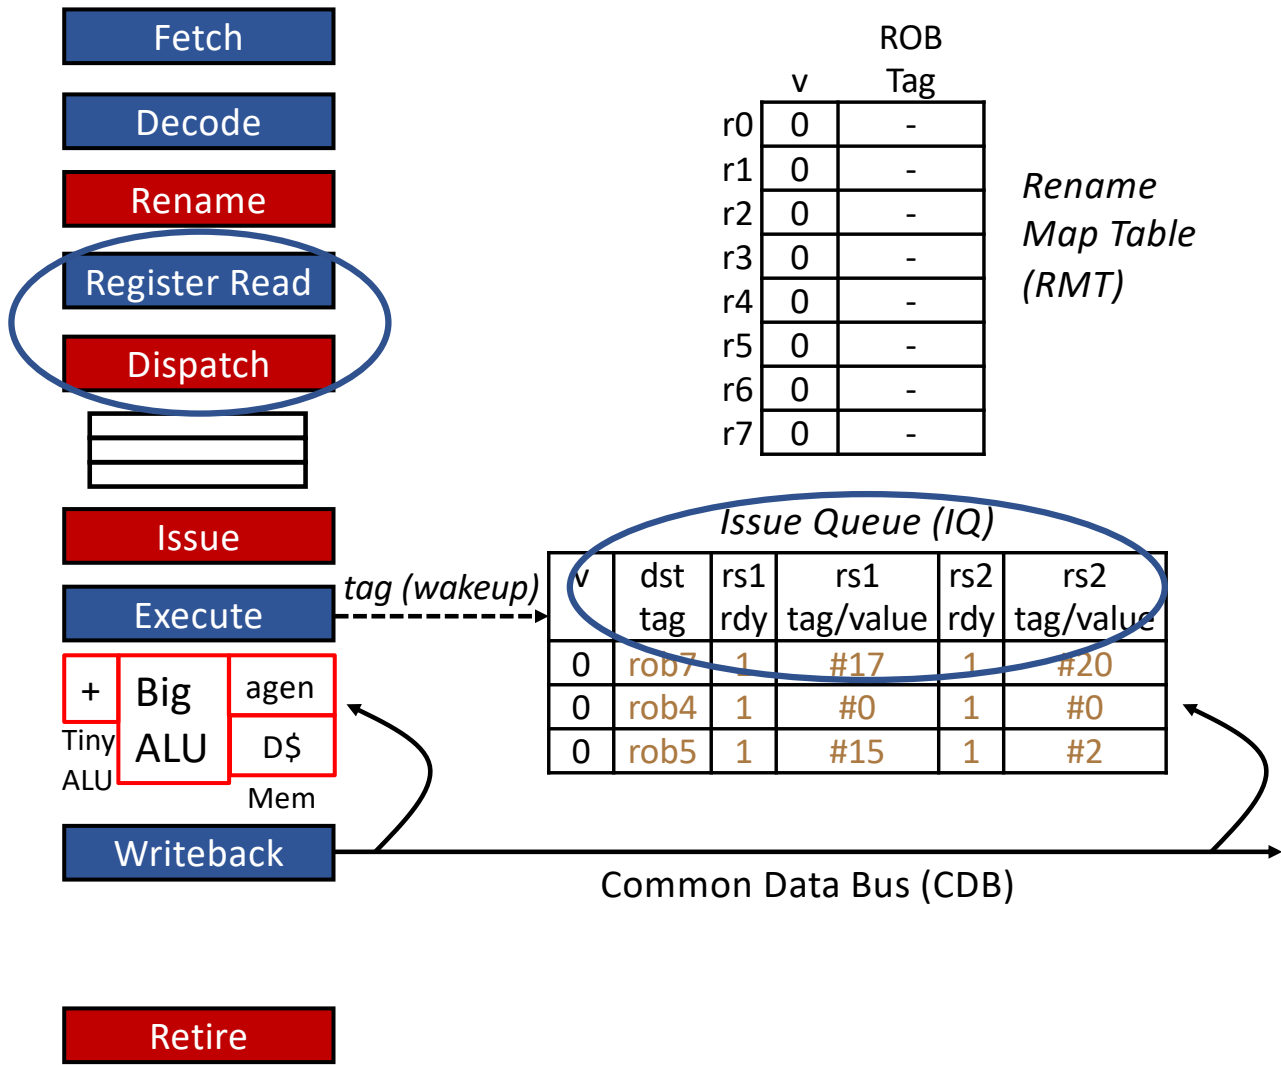 Fetch
Decode
Rename
Register Read
Dispatch
Issue
Execute
+ Big agen
Tiny ALU D$
ALU
Mem
Writeback
Retire
ROB
v Tag
r0 0 -
r1 0 -
r2 0 -
r3 0 -
r4 0 -
r5 0 -
r6 0 -
r7 0 -
Rename
Map Table
(RMT)
tag (wakeup)
Issue Queue (IQ)
v dst rs1 rs1 rs2 rs2
tag rdy tag/value rdy tag/value
0 rob7 1 #17 1 #20
0 rob4 1 #0 1 #0
0 rob5 1 #15 1 #2
Common Data Bus (CDB)